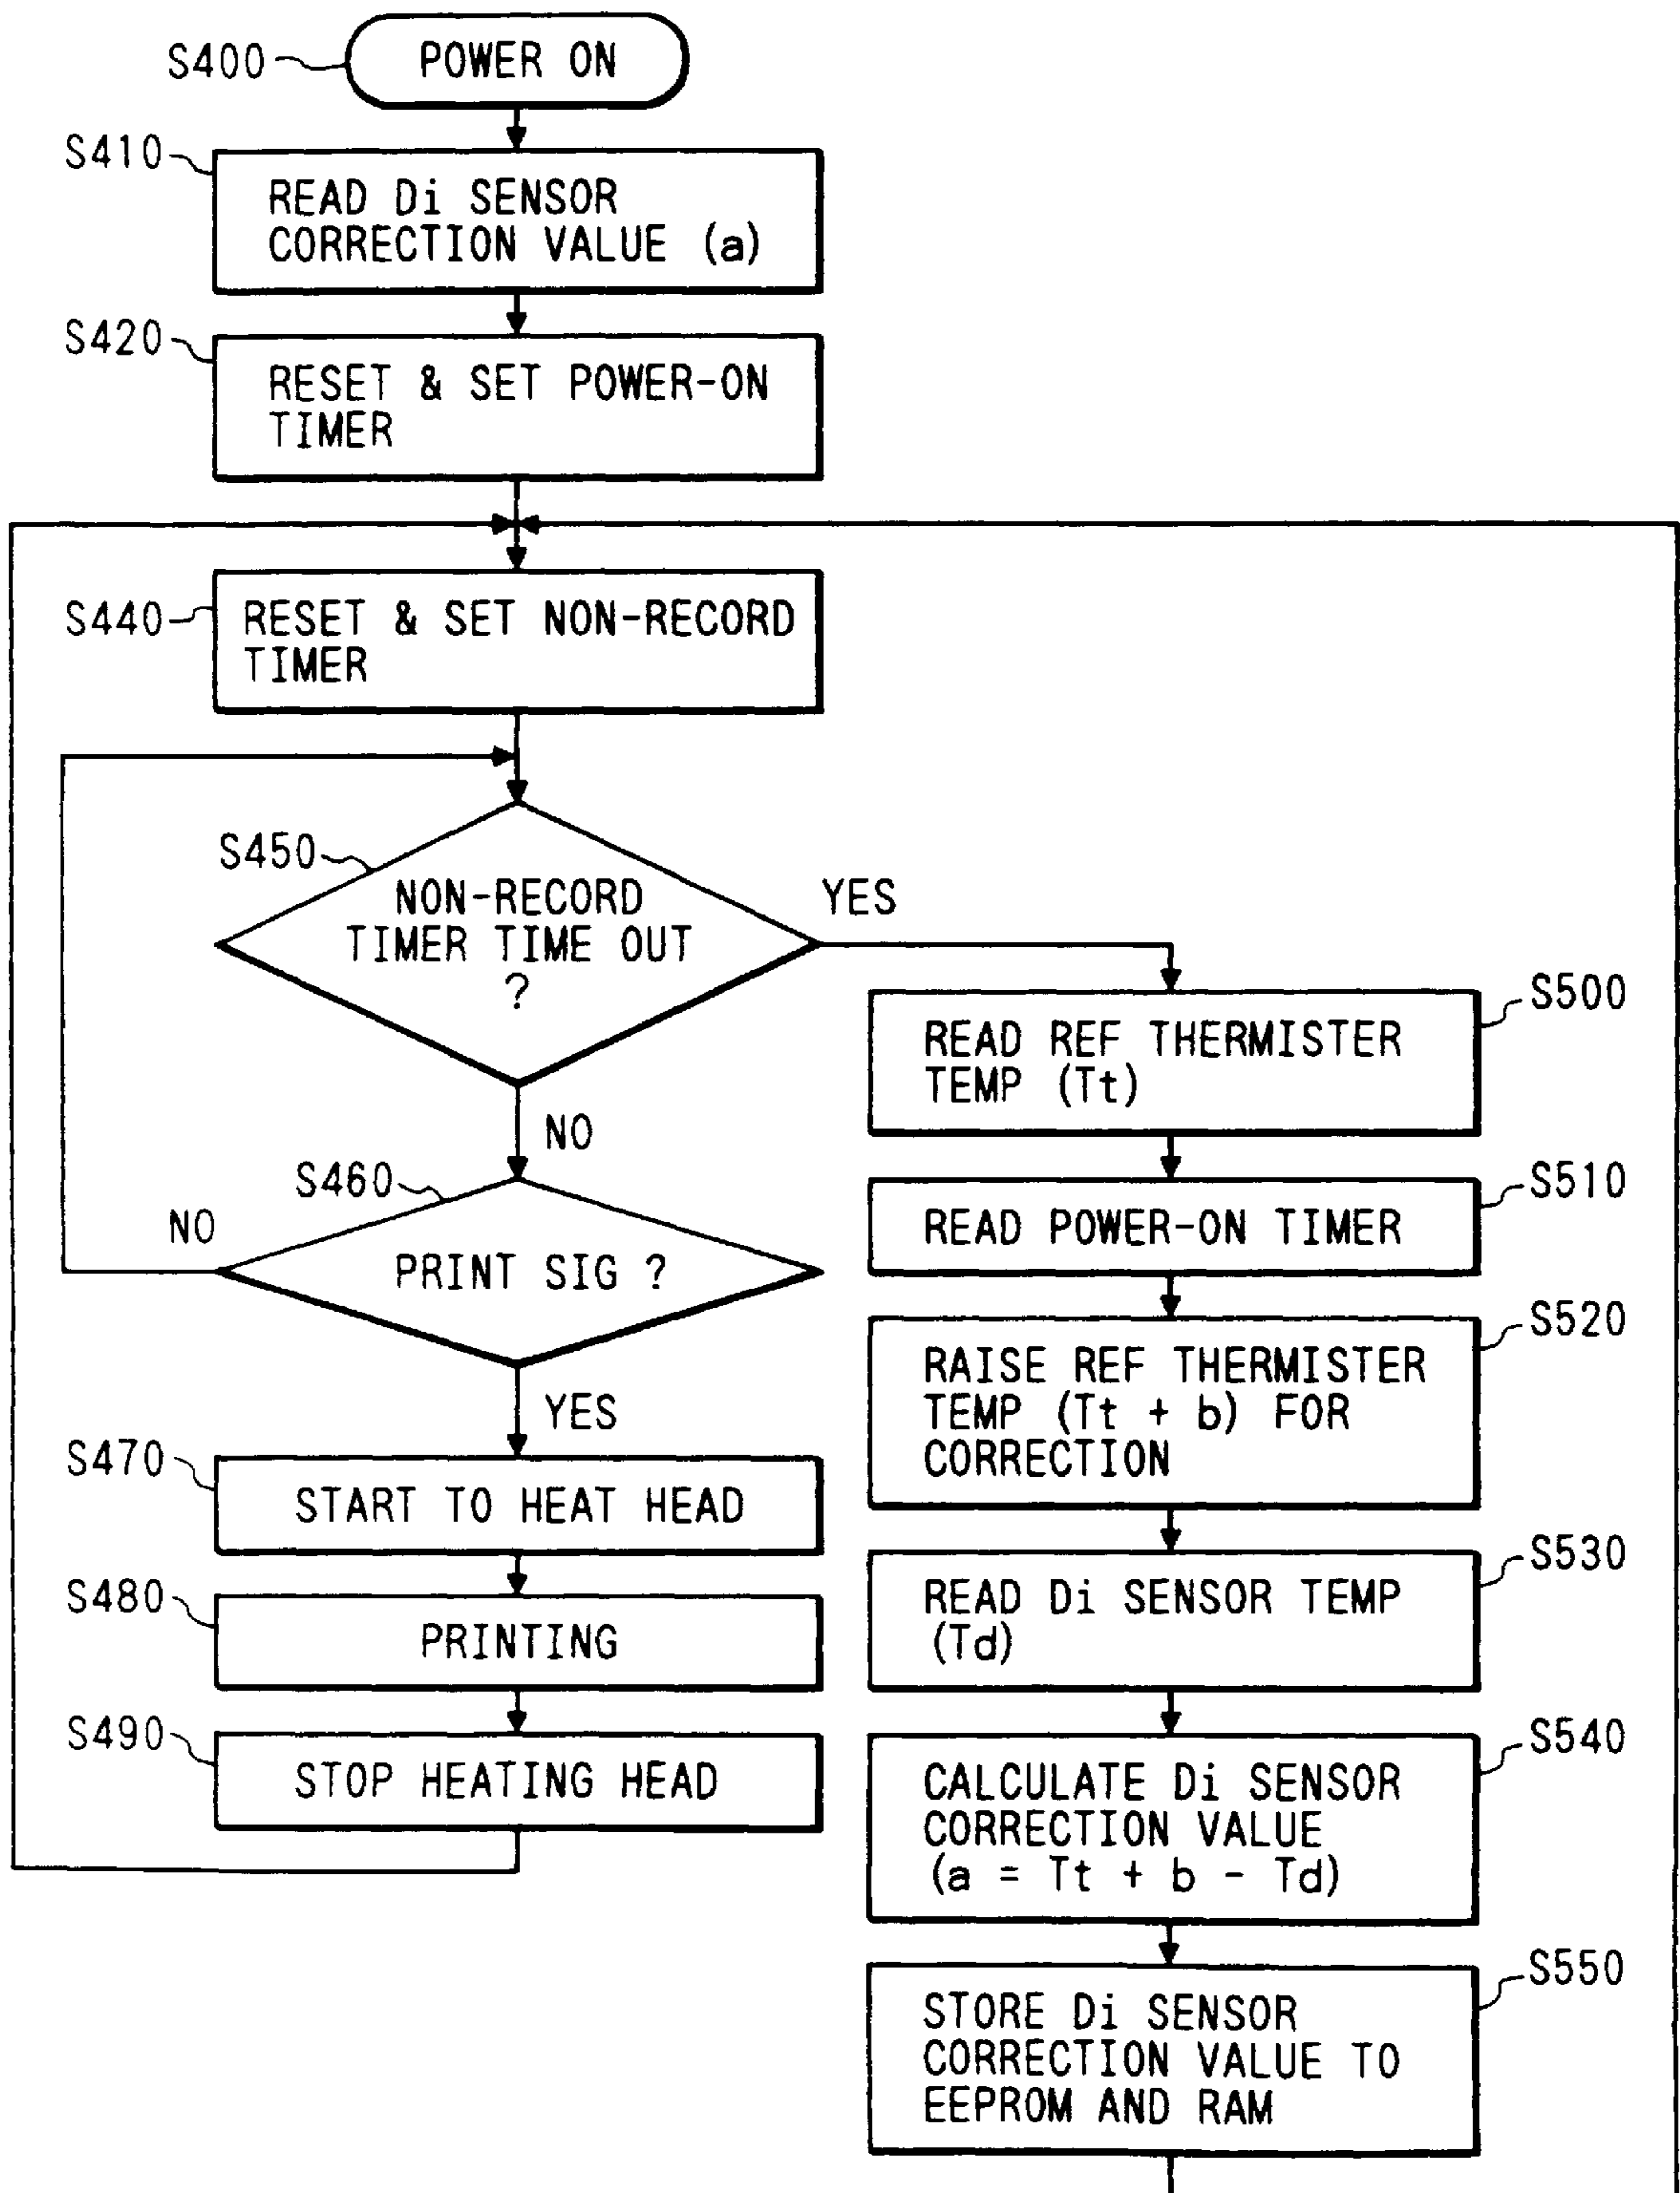 S400
POWER ON
S410
READ Di SENSOR
CORRECTION VALUE (a)
S420
RESET & SET POWER-ON
TIMER
S440
RESET & SET NON-RECORD
TIMER
S450
NON-RECORD
TIMER TIME OUT
?
YES
NO
S460
PRINT SIG ?
NO
YES
S470
START TO HEAT HEAD
S480
PRINTING
S490
STOP HEATING HEAD
S500
READ REF THERMISTER
TEMP (Tt)
S510
READ POWER-ON TIMER
S520
RAISE REF THERMISTER
TEMP (Tt + b) FOR
CORRECTION
S530
READ Di SENSOR TEMP
(Td)
S540
CALCULATE Di SENSOR
CORRECTION VALUE
(a = Tt + b - Td)
S550
STORE Di SENSOR
CORRECTION VALUE TO
EEPROM AND RAM